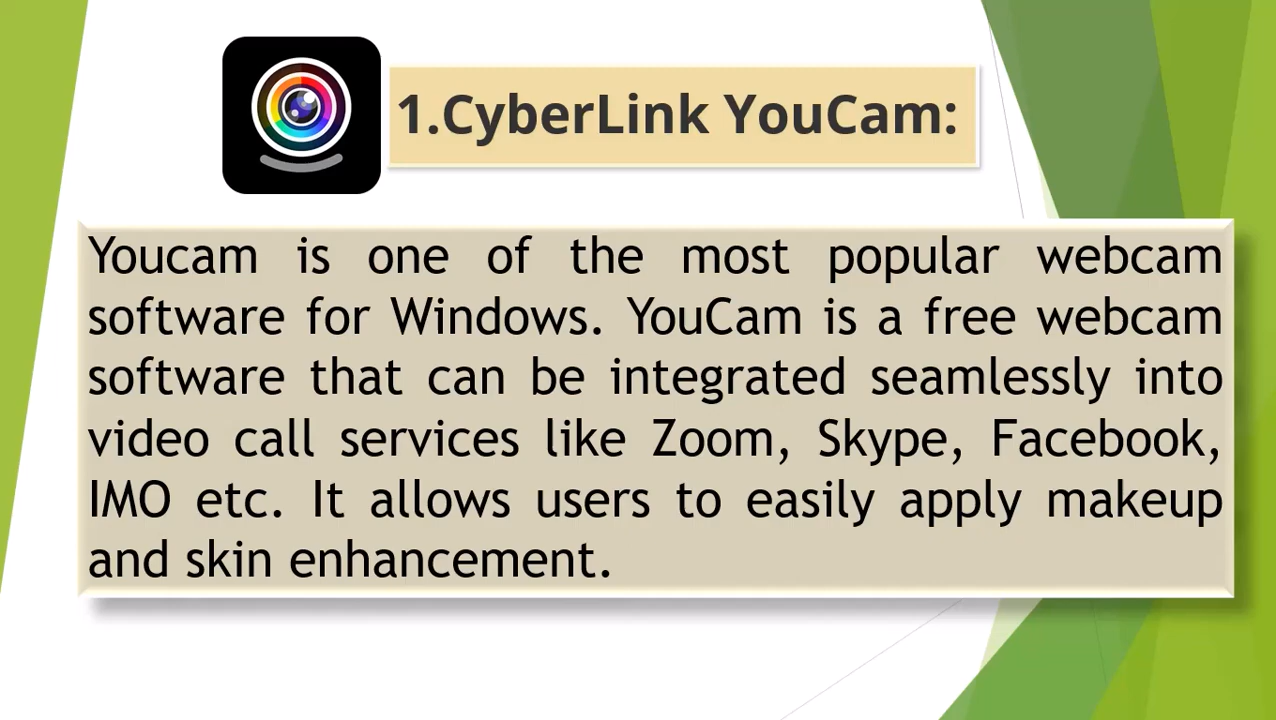 1.CyberLink YouCam:
Youcam is one of the most popular webcam
software for Windows. YouCam is a free webcam
software that can be integrated seamlessly into
video call services like Zoom, Skype, Facebook,
IMO etc. It allows users to easily apply makeup
and skin enhancement.